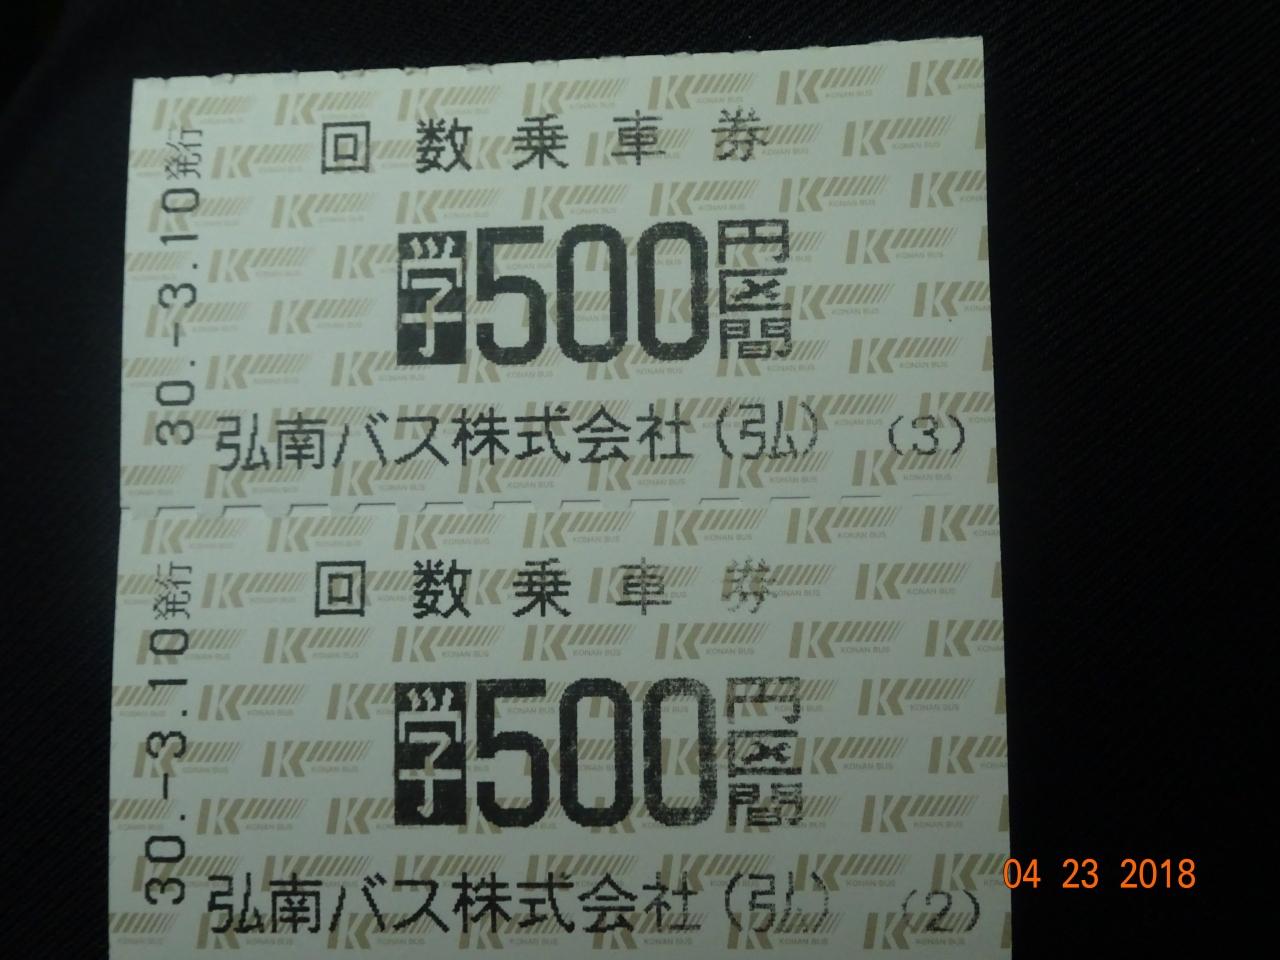 回数乗車券
学500円区間
弘南バス株式会社(弘) (3)
30.-3.10発行
回数乗車券
学500円区間
弘南バス株式会社(弘) (2)
30.-3.10発行
K KONAN BUS
04 23 2018